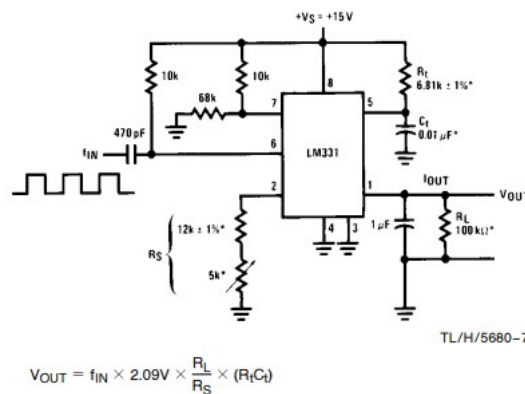 +VS = +15V
10k
10k
Rt
6.81k ± 1%*
68k
7
8
5
Ct
0.01 µF*
470 pF
fIN
6
LM331
2
1
IOUT
VOUT
12k ± 1%*
RS
5k*
4
3
1 µF
RL
100 kΩ*
TL/H/5680–7
VOUT = fIN × 2.09V × RL/RS × (RtCt)